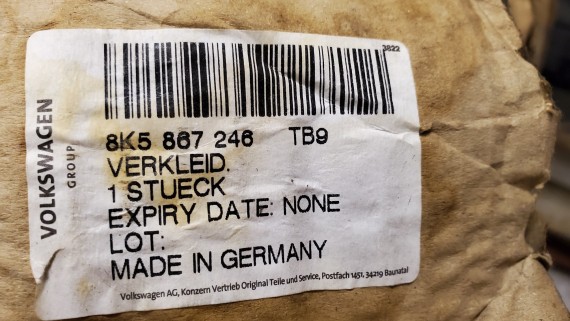 3822
VOLKSWAGEN
GROUP
8K5 867 246 TB9
VERKLEID.
1 STUECK
EXPIRY DATE: NONE
LOT:
MADE IN GERMANY
Volkswagen AG, Konzern Vertrieb Original Teile und Service, Postfach 1451, 34219 Baunatal